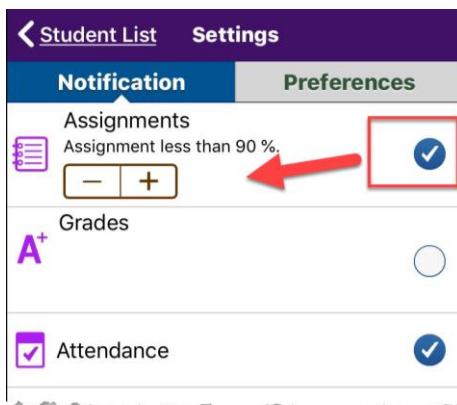 Student List Settings
Notification Preferences
Assignments
Assignment less than 90 %.
− +
Grades
A+
Attendance